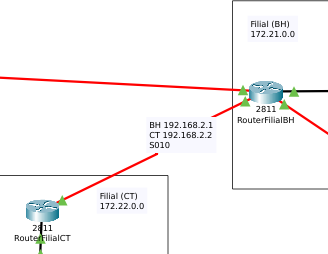 Filial (BH)
172.21.0.0
2811
RouterFilialBH
BH 192.168.2.1
CT 192.168.2.2
S010
Filial (CT)
172.22.0.0
2811
RouterFilialCT